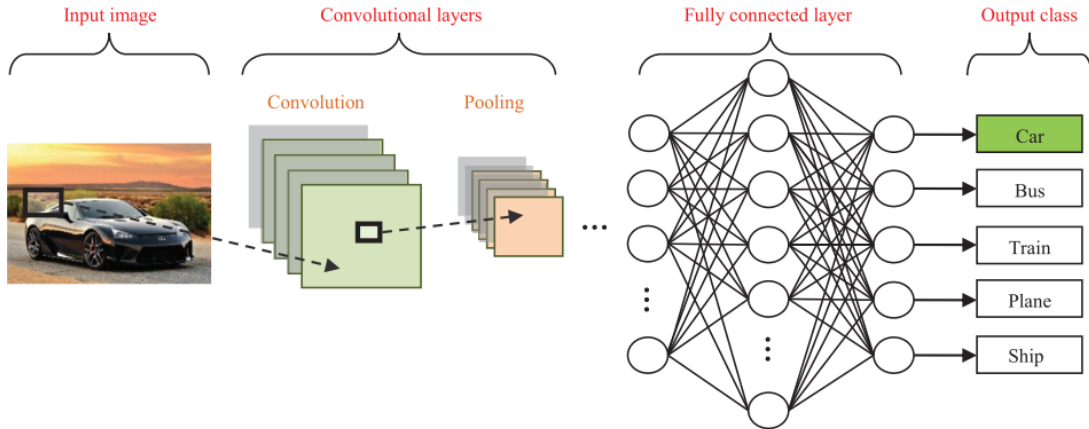 Input image
Convolutional layers
Fully connected layer
Output class
Convolution
Pooling
Car
Bus
Train
Plane
Ship